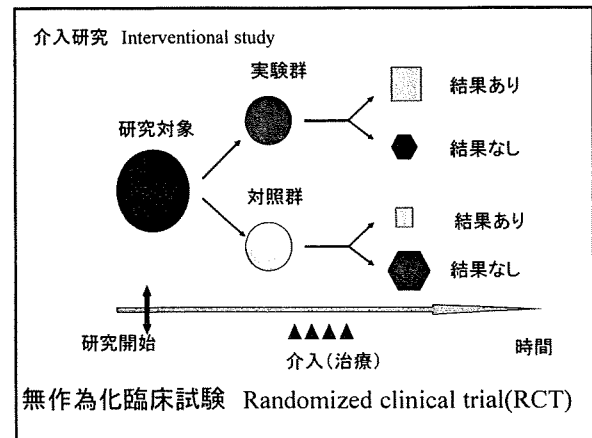 介入研究 Interventional study
実験群
結果あり
研究対象
結果なし
対照群
結果あり
結果なし
研究開始
介入(治療)
時間
無作為化臨床試験 Randomized clinical trial(RCT)